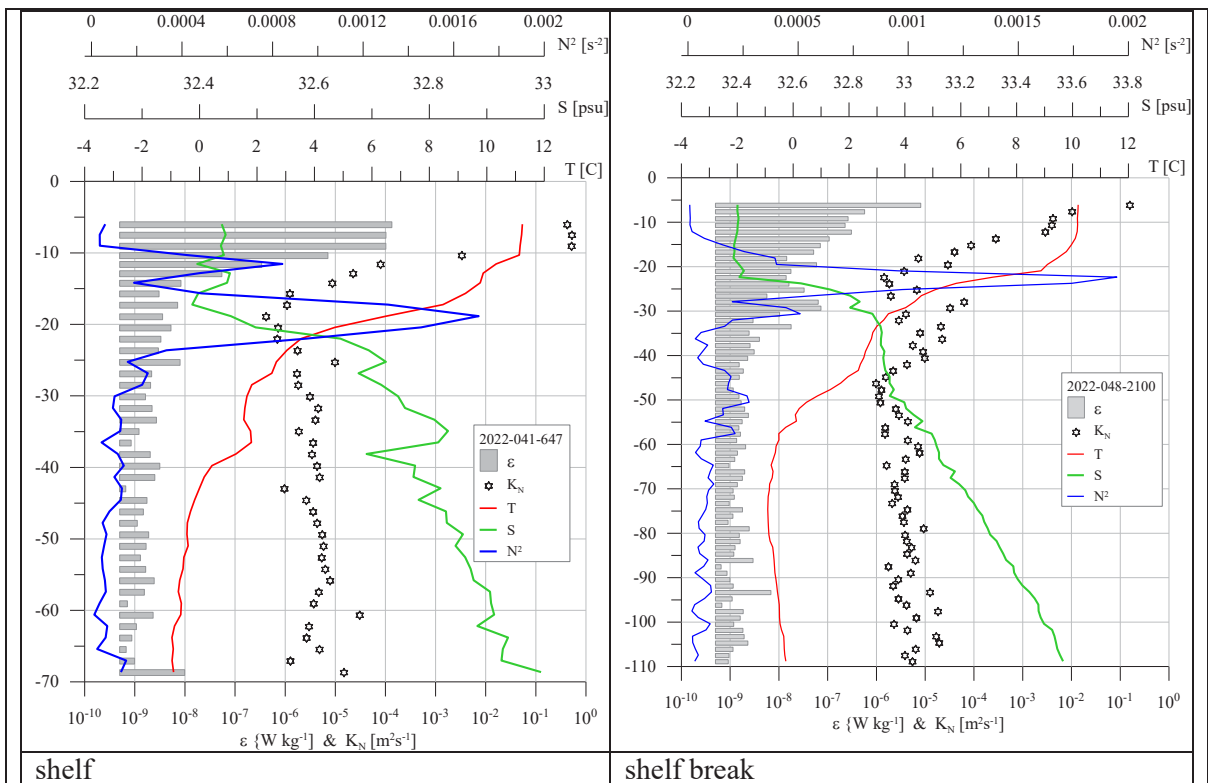 0 0.0004 0.0008 0.0012 0.0016 0.002
N² [s⁻²]
32.2 32.4 32.6 32.8 33
S [psu]
-4 -2 0 2 4 6 8 10 12
T [C]
0
-10
-20
-30
-40
-50
-60
-70
2022-041-647
ε
K_N
T
S
N²
10⁻¹⁰ 10⁻⁹ 10⁻⁸ 10⁻⁷ 10⁻⁶ 10⁻⁵ 10⁻⁴ 10⁻³ 10⁻² 10⁻¹ 10⁰
ε {W kg⁻¹} & K_N [m²s⁻¹]
shelf
0 0.0005 0.001 0.0015 0.002
N² [s⁻²]
32.2 32.4 32.6 32.8 33 33.2 33.4 33.6 33.8
S [psu]
-4 -2 0 2 4 6 8 10 12
T [C]
0
-10
-20
-30
-40
-50
-60
-70
-80
-90
-100
-110
2022-048-2100
ε
K_N
T
S
N²
10⁻¹⁰ 10⁻⁹ 10⁻⁸ 10⁻⁷ 10⁻⁶ 10⁻⁵ 10⁻⁴ 10⁻³ 10⁻² 10⁻¹ 10⁰
ε {W kg⁻¹} & K_N [m²s⁻¹]
shelf break